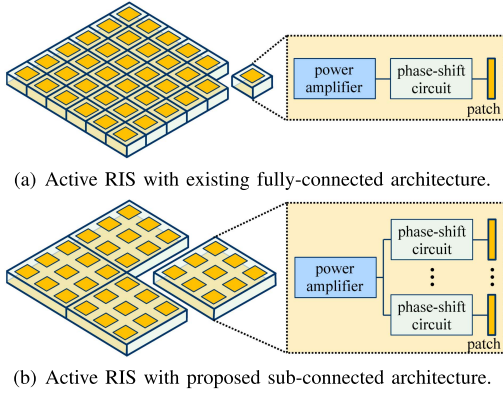 power
amplifier
phase-shift
circuit
patch
(a) Active RIS with existing fully-connected architecture.
phase-shift
circuit
power
amplifier
phase-shift
circuit
patch
(b) Active RIS with proposed sub-connected architecture.